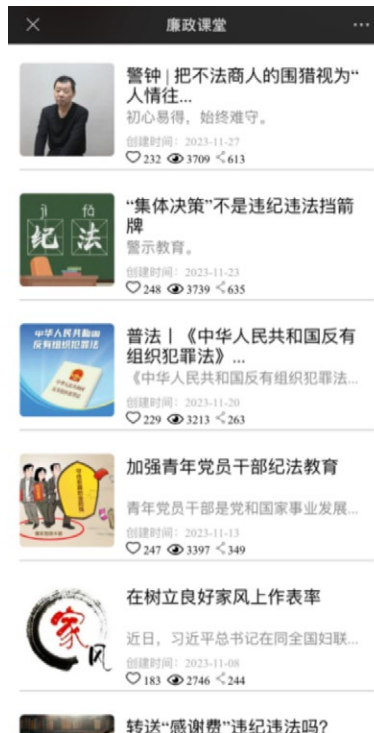 廉政课堂
警钟 | 把不法商人的围猎视为“
人情往...
初心易得，始终难守。
创建时间：2023-11-27
232 3709 613
纪 法
jì fǎ
“集体决策”不是违纪违法挡箭
牌
警示教育。
创建时间：2023-11-23
248 3739 635
中华人民共和国
反有组织犯罪法
普法丨《中华人民共和国反有
组织犯罪法》...
《中华人民共和国反有组织犯罪法...
创建时间：2023-11-20
229 3213 263
加强青年党员干部纪法教育
青年党员干部是党和国家事业发展...
创建时间：2023-11-13
247 3397 349
家风
在树立良好家风上作表率
近日，习近平总书记在同全国妇联...
创建时间：2023-11-08
183 2746 244
转送“感谢费”违纪违法吗？